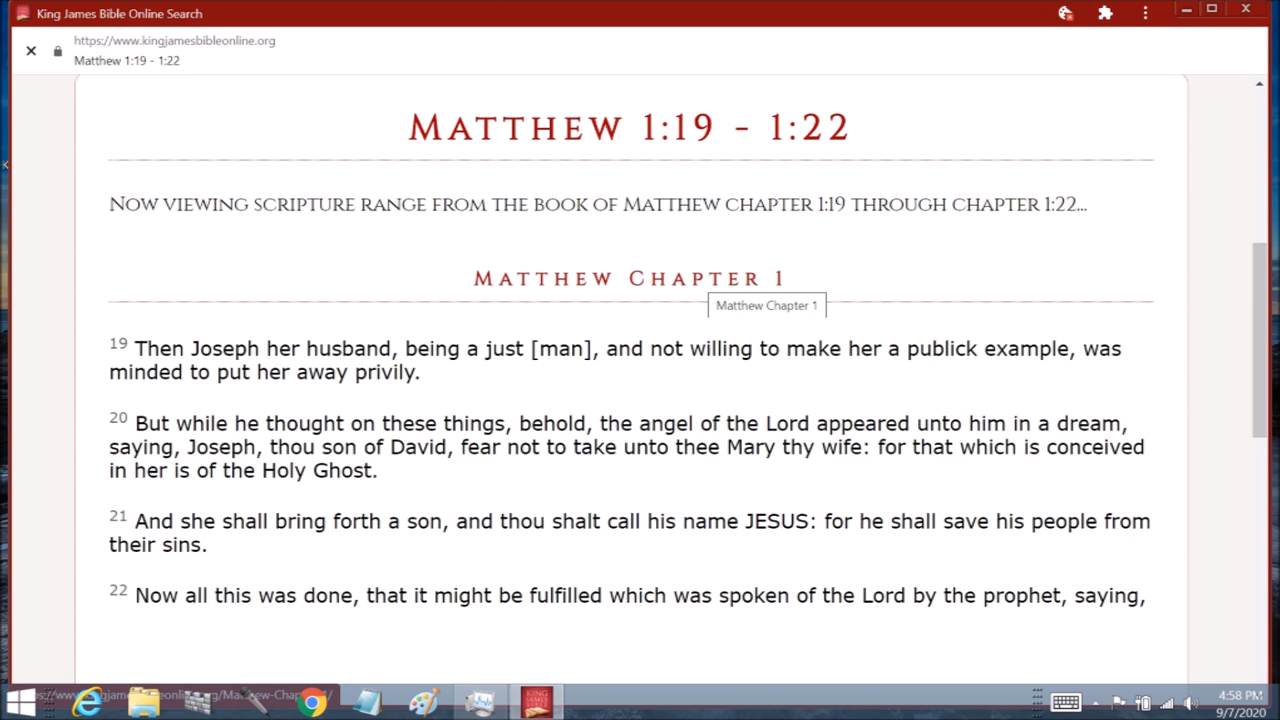 King James Bible Online Search
https://www.kingjamesbibleonline.org
Matthew 1:19 - 1:22
MATTHEW 1:19 - 1:22
NOW VIEWING SCRIPTURE RANGE FROM THE BOOK OF MATTHEW CHAPTER 1:19 THROUGH CHAPTER 1:22...
MATTHEW CHAPTER 1
Matthew Chapter 1
19 Then Joseph her husband, being a just [man], and not willing to make her a publick example, was
minded to put her away privily.
20 But while he thought on these things, behold, the angel of the Lord appeared unto him in a dream,
saying, Joseph, thou son of David, fear not to take unto thee Mary thy wife: for that which is conceived
in her is of the Holy Ghost.
21 And she shall bring forth a son, and thou shalt call his name JESUS: for he shall save his people from
their sins.
22 Now all this was done, that it might be fulfilled which was spoken of the Lord by the prophet, saying,
KING
JAMES
BIBLE
4:58 PM
9/7/2020